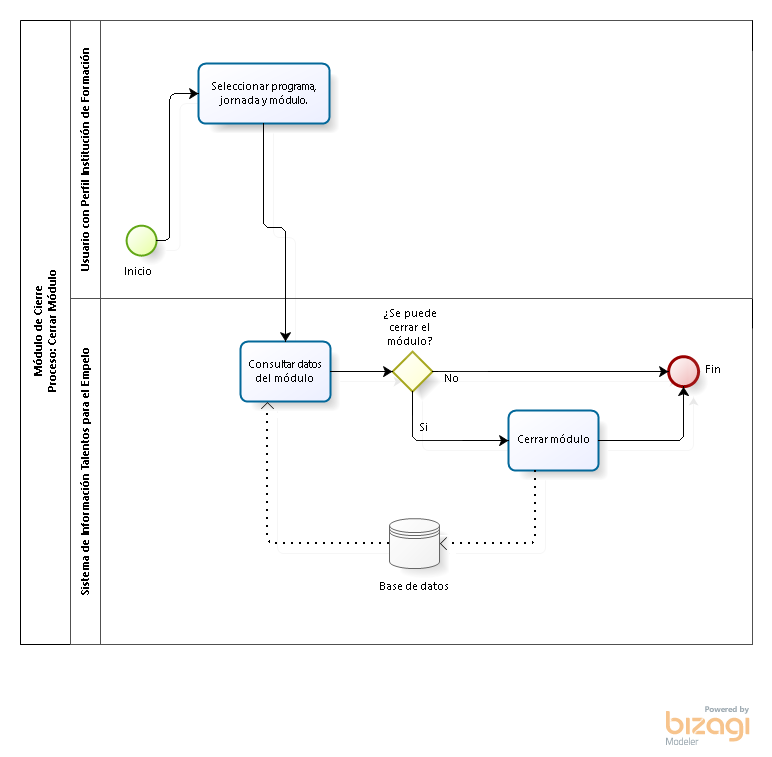 Módulo de Cierre
Proceso: Cerrar Módulo
Usuario con Perfil Institución de Formación
Seleccionar programa,
jornada y módulo.
Inicio
Sistema de Información Talentos para el Empelo
¿Se puede
cerrar el
módulo?
Consultar datos
del módulo
No
Fin
Si
Cerrar módulo
Base de datos
Powered by
bizagi
Modeler